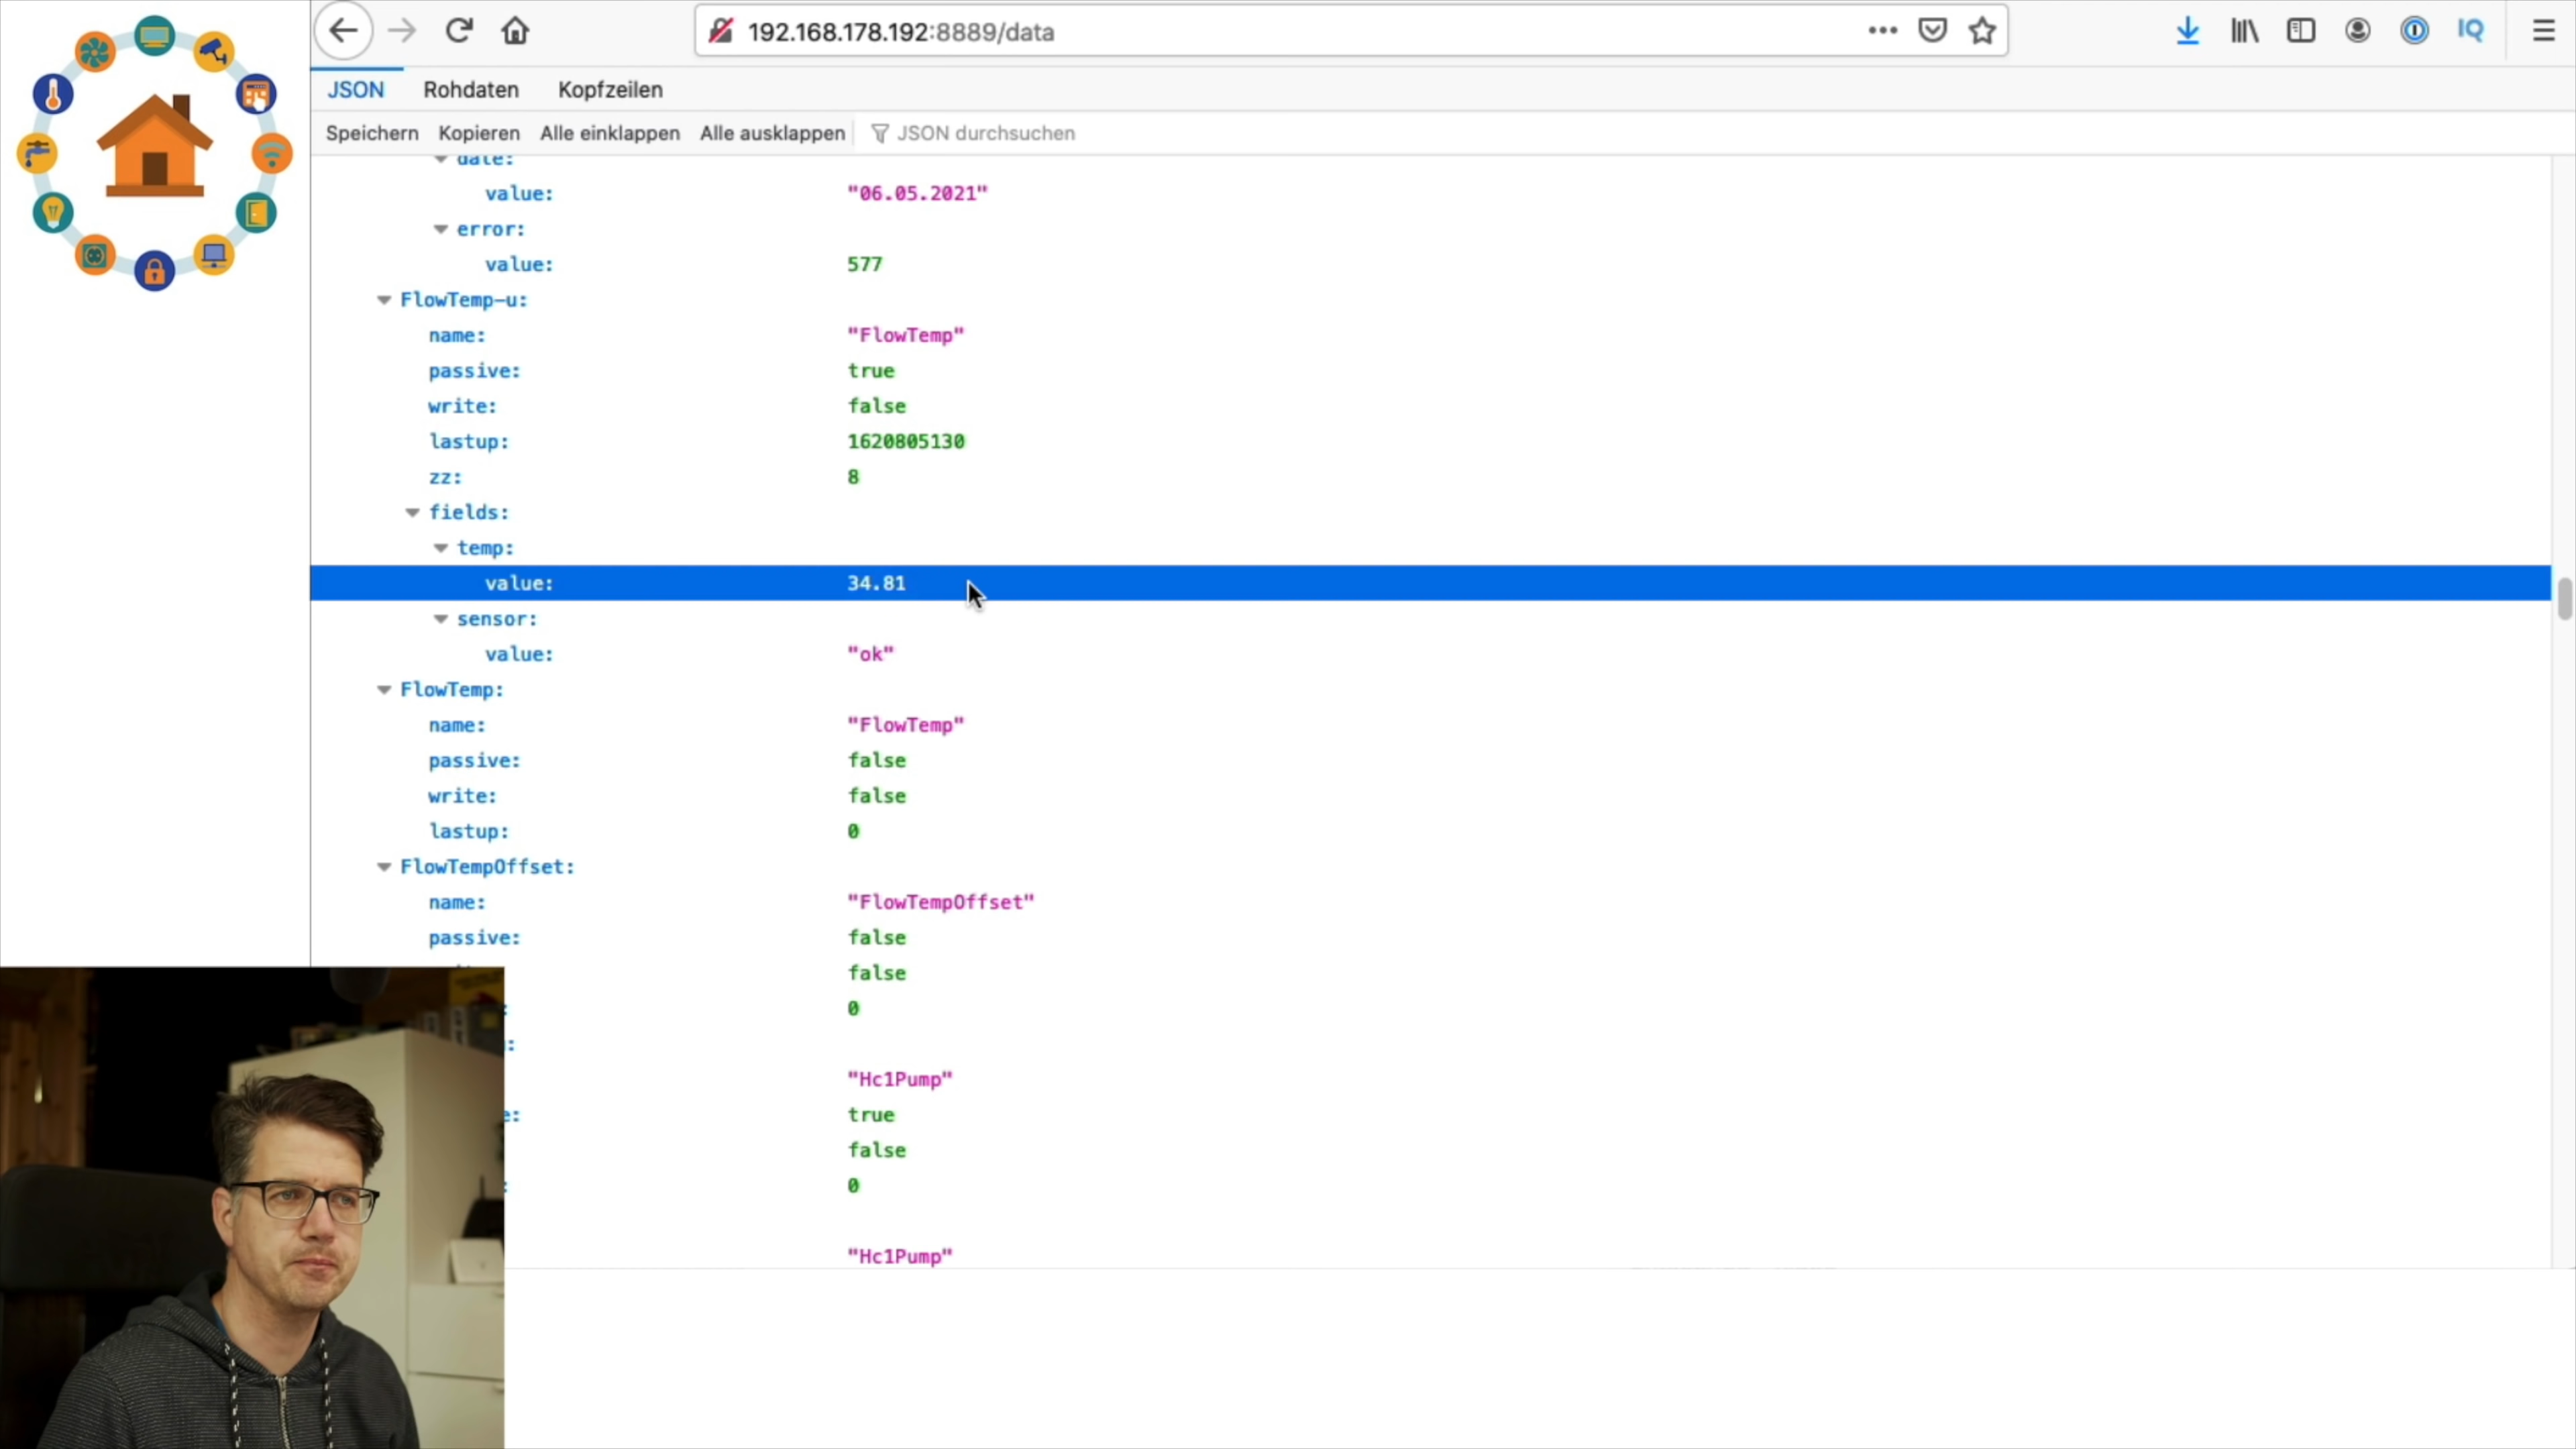 192.168.178.192:8889/data
IQ
JSON Rohdaten Kopfzeilen
Speichern Kopieren Alle einklappen Alle ausklappen JSON durchsuchen
date:
value: "06.05.2021"
error:
value: 577
FlowTemp-u:
name: "FlowTemp"
passive: true
write: false
lastup: 1620805130
zz: 8
fields:
temp:
value: 34.81
sensor:
value: "ok"
FlowTemp:
name: "FlowTemp"
passive: false
write: false
lastup: 0
FlowTempOffset:
name: "FlowTempOffset"
passive: false
false
0
"Hc1Pump"
true
false
0
"Hc1Pump"